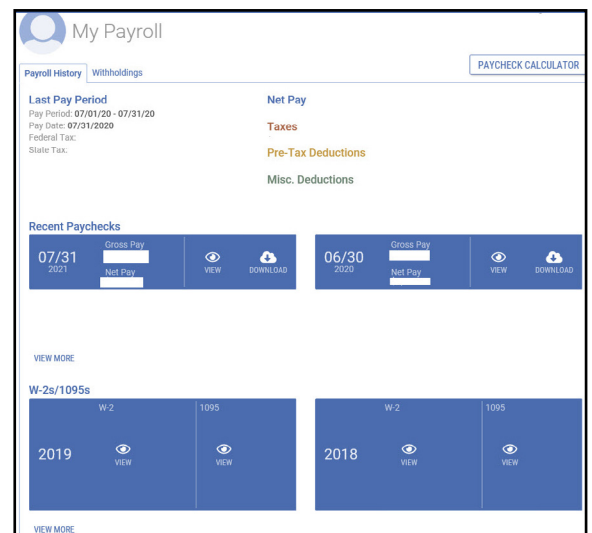 My Payroll
PAYCHECK CALCULATOR
Payroll History Withholdings
Last Pay Period
Pay Period: 07/01/20 - 07/31/20
Pay Date: 07/31/2020
Federal Tax:
State Tax:
Net Pay
Taxes
Pre-Tax Deductions
Misc. Deductions
Recent Paychecks
07/31
2021
Gross Pay
Net Pay
VIEW
DOWNLOAD
06/30
2020
Gross Pay
Net Pay
VIEW
DOWNLOAD
VIEW MORE
W-2s/1095s
2019
W-2
VIEW
1095
VIEW
2018
W-2
VIEW
1095
VIEW
VIEW MORE